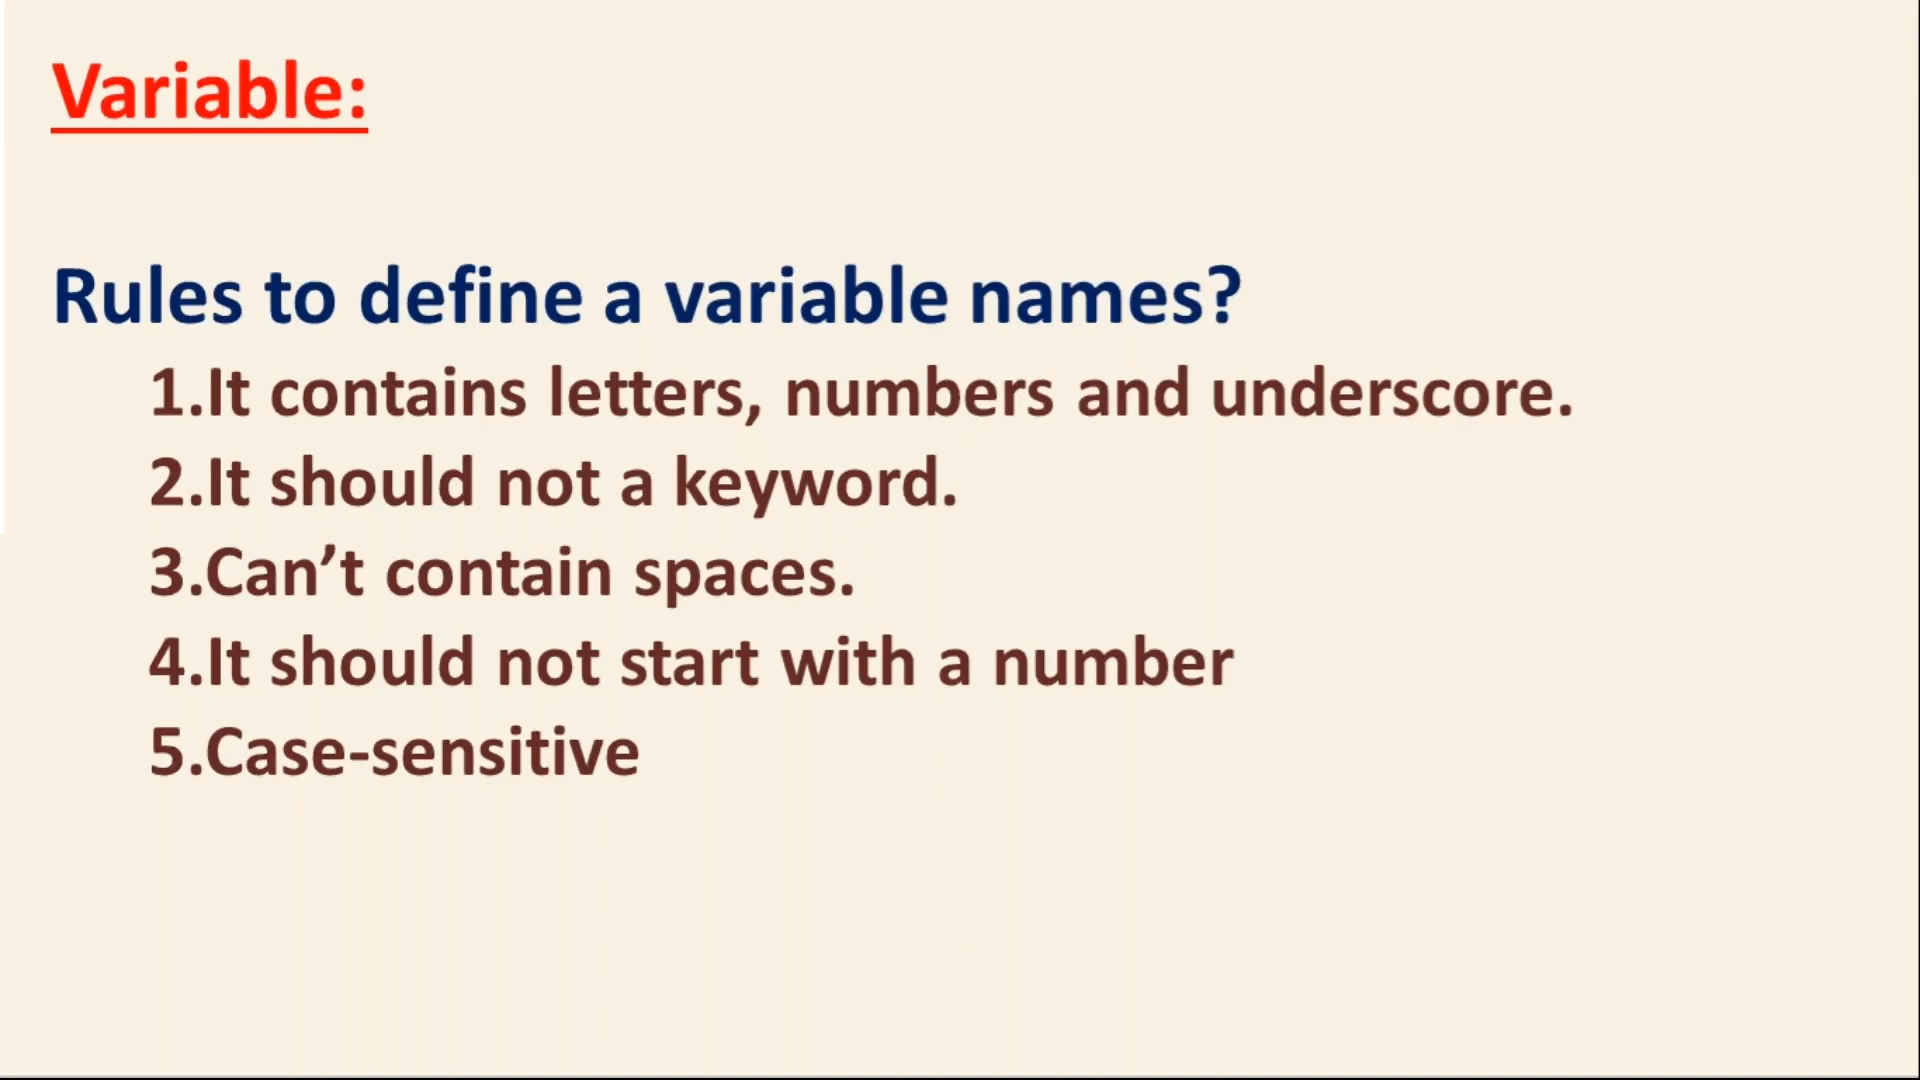 Variable:
Rules to define a variable names?
1.It contains letters, numbers and underscore.
2.It should not a keyword.
3.Can’t contain spaces.
4.It should not start with a number
5.Case-sensitive